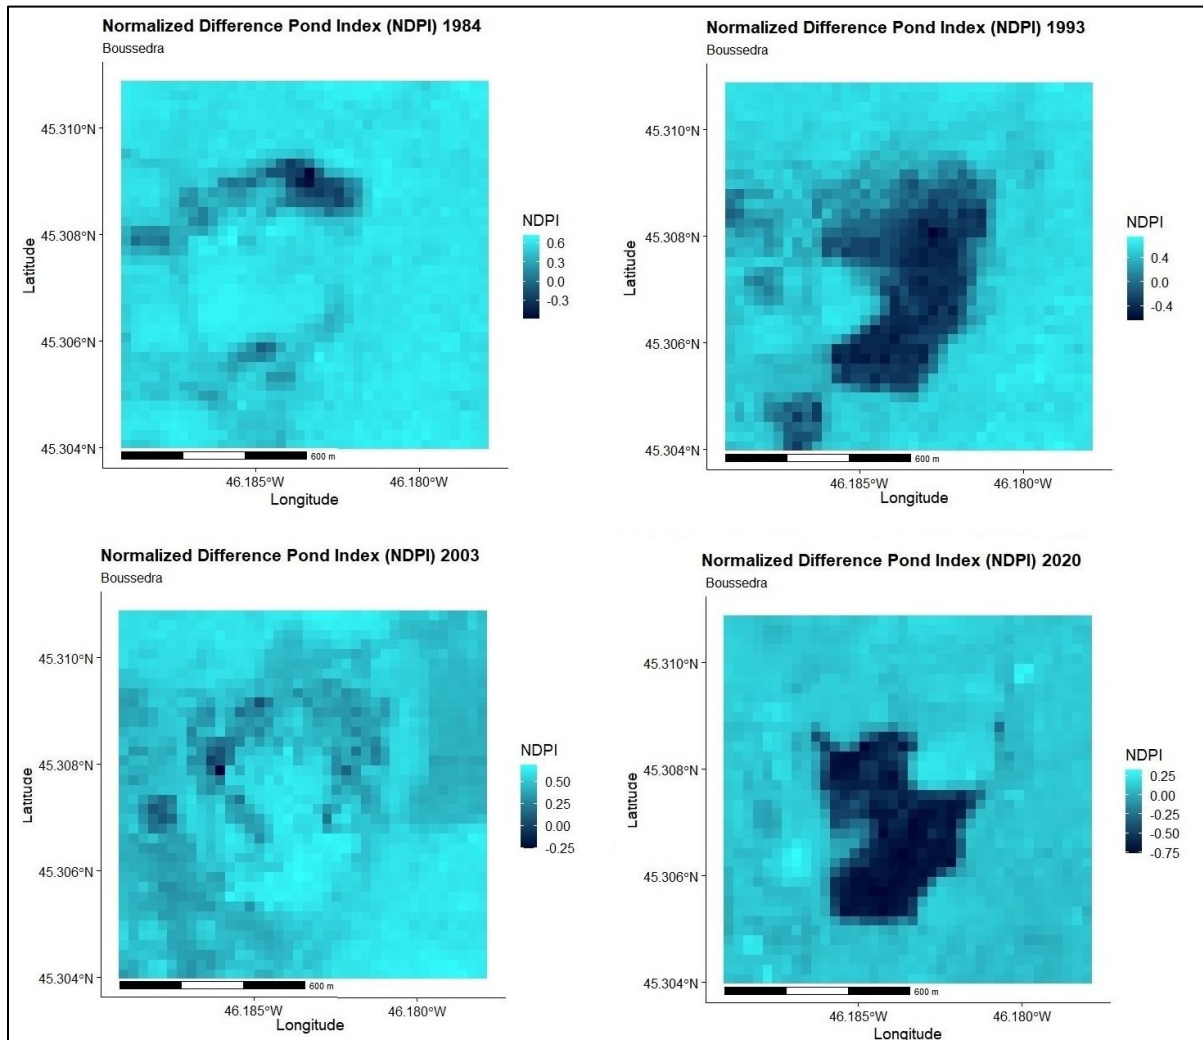 Normalized Difference Pond Index (NDPI) 1984
Boussedra
45.310°N
45.308°N
45.306°N
45.304°N
Latitude
600 m
46.185°W
46.180°W
Longitude
NDPI
0.6
0.3
0.0
-0.3
Normalized Difference Pond Index (NDPI) 1993
Boussedra
45.310°N
45.308°N
45.306°N
45.304°N
Latitude
600 m
46.185°W
46.180°W
Longitude
NDPI
0.4
0.0
-0.4
Normalized Difference Pond Index (NDPI) 2003
Boussedra
45.310°N
45.308°N
45.306°N
45.304°N
Latitude
600 m
46.185°W
46.180°W
Longitude
NDPI
0.50
0.25
0.00
-0.25
Normalized Difference Pond Index (NDPI) 2020
Boussedra
45.310°N
45.308°N
45.306°N
45.304°N
Latitude
600 m
46.185°W
46.180°W
Longitude
NDPI
0.25
0.00
-0.25
-0.50
-0.75